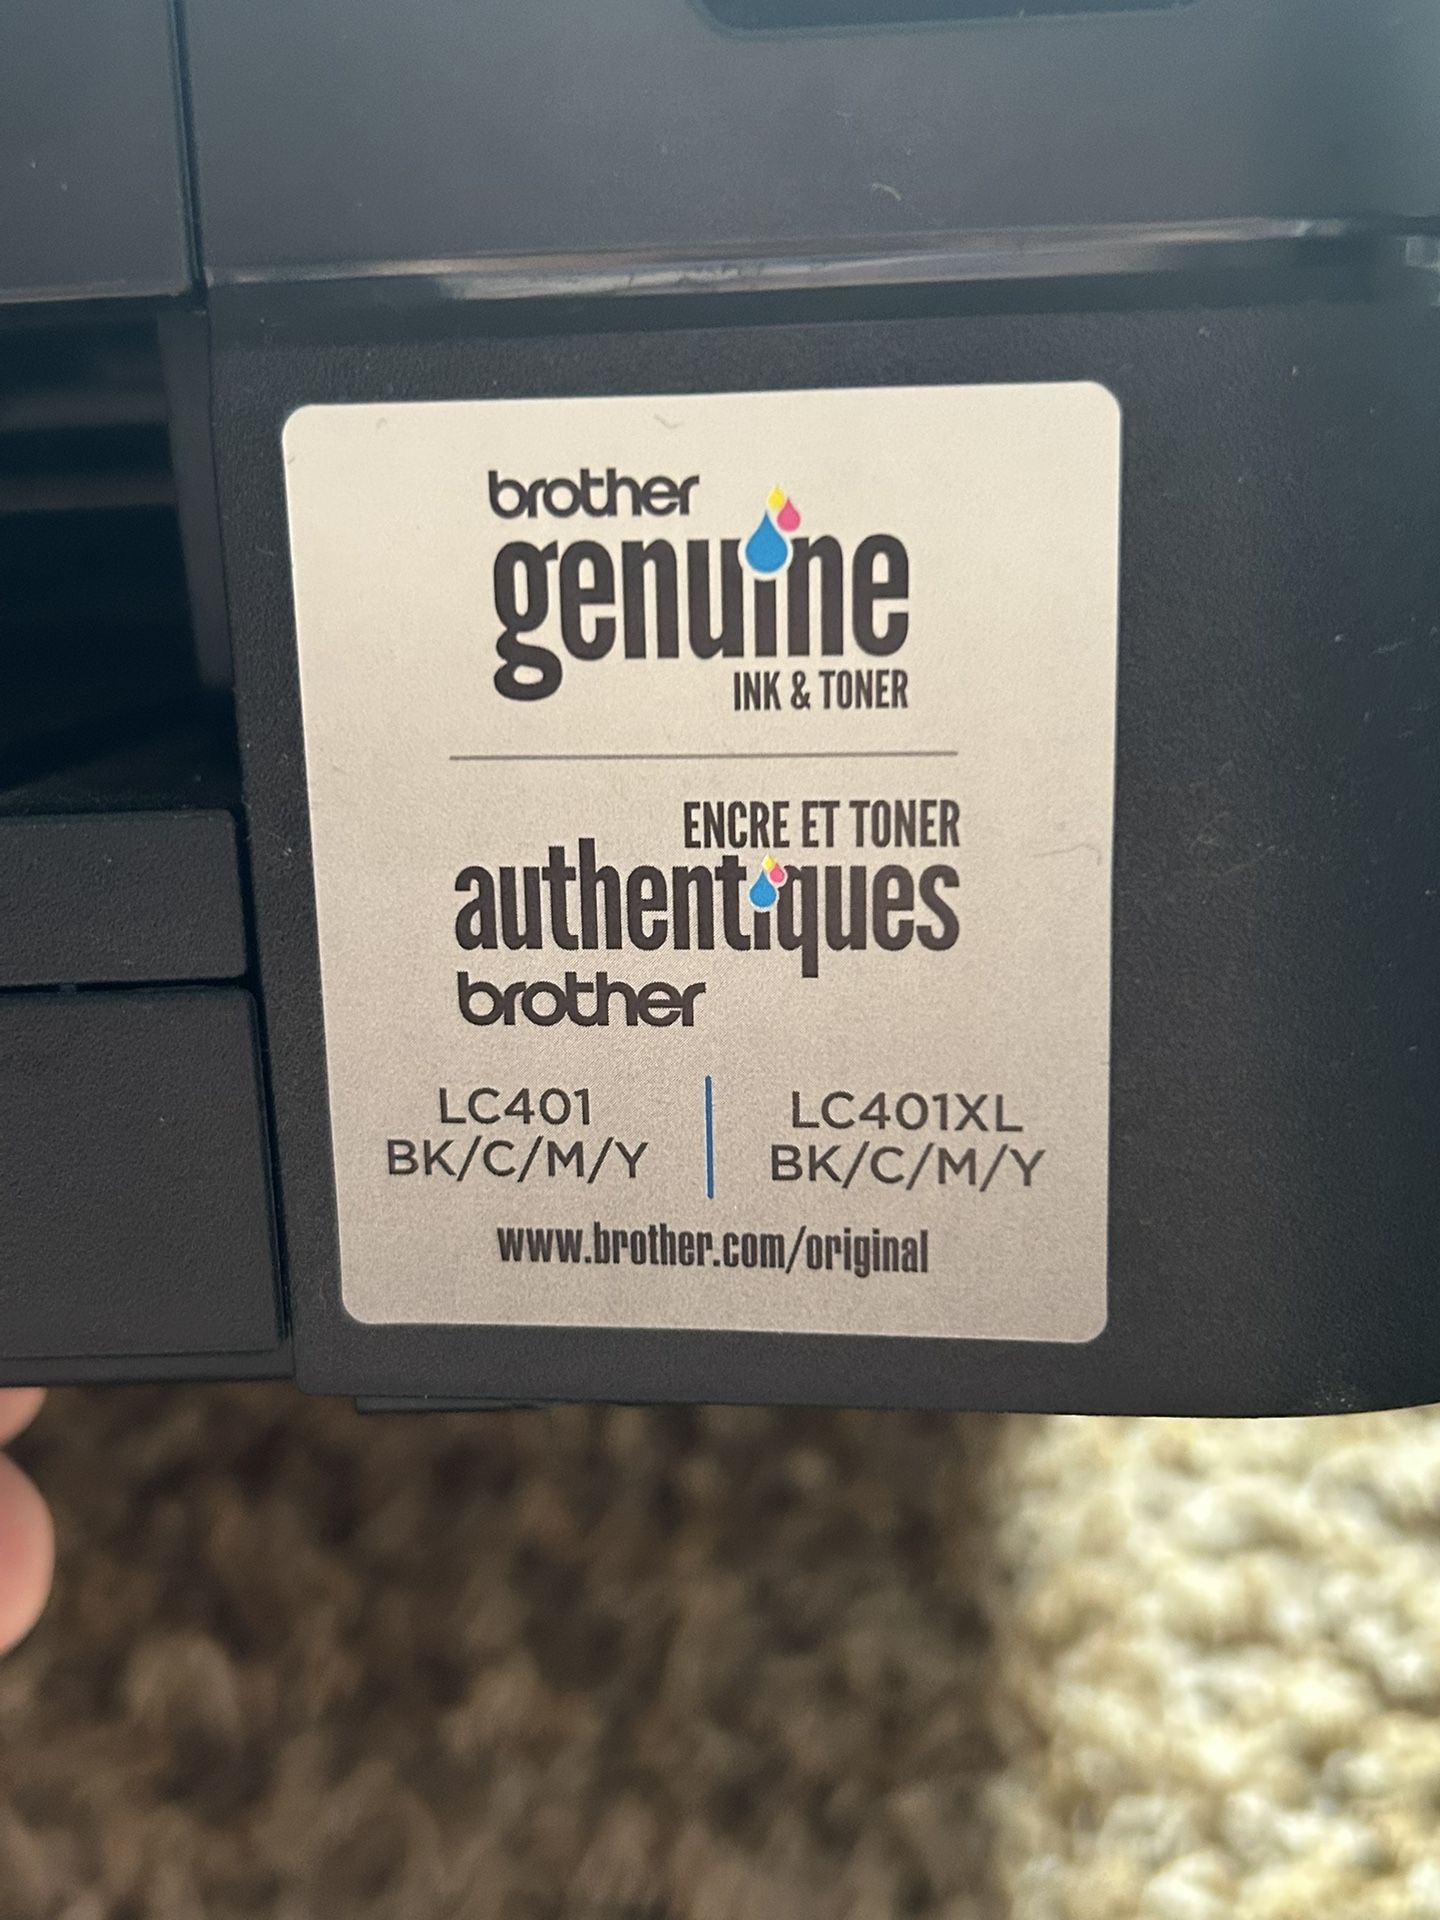 brother
genuine
INK & TONER
ENCRE ET TONER
authentiques
brother
LC401
BK/C/M/Y
LC401XL
BK/C/M/Y
www.brother.com/original